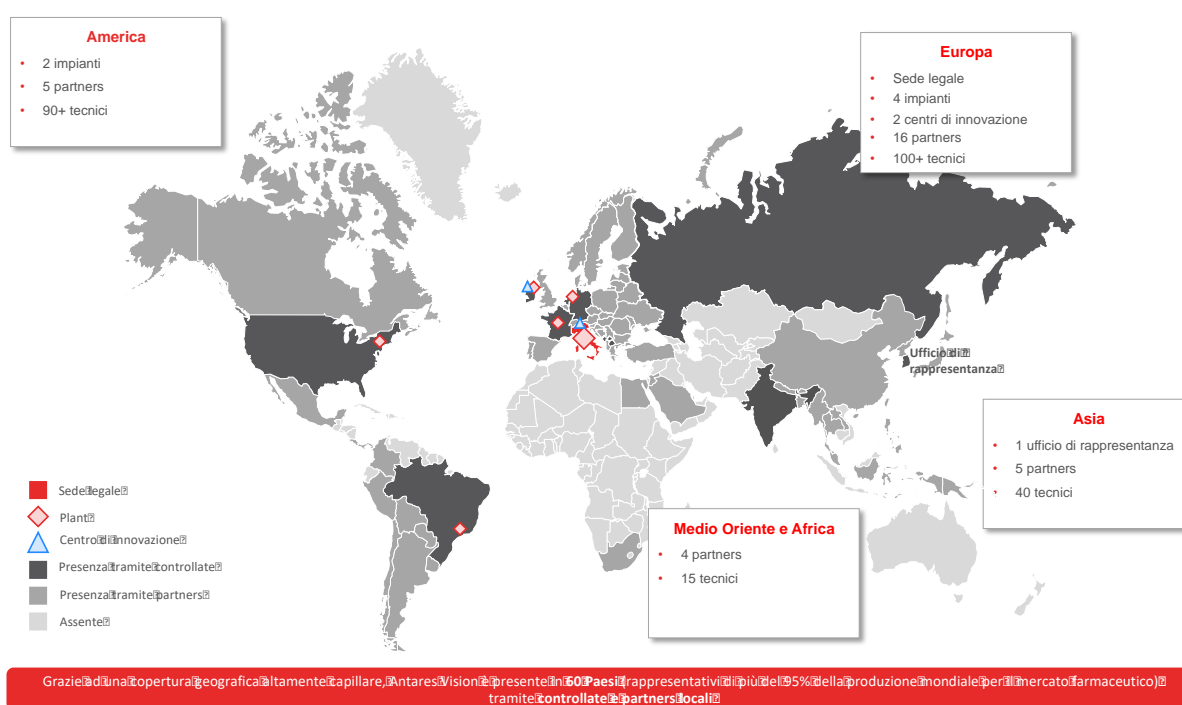 America
• 2 impianti
• 5 partners
• 90+ tecnici
Europa
• Sede legale
• 4 impianti
• 2 centri di innovazione
• 16 partners
• 100+ tecnici
Ufficio di
rappresentanza
Asia
• 1 ufficio di rappresentanza
• 5 partners
• 40 tecnici
Medio Oriente e Africa
• 4 partners
• 15 tecnici
Sede legale
Plant
Centro di innovazione
Presenza tramite controllate
Presenza tramite partners
Assente
Grazie ad una copertura geografica altamente capillare, Antares Vision è presente in 60 Paesi (rappresentativi di più del 95% della produzione mondiale per il mercato farmaceutico)
tramite controllate e partners locali